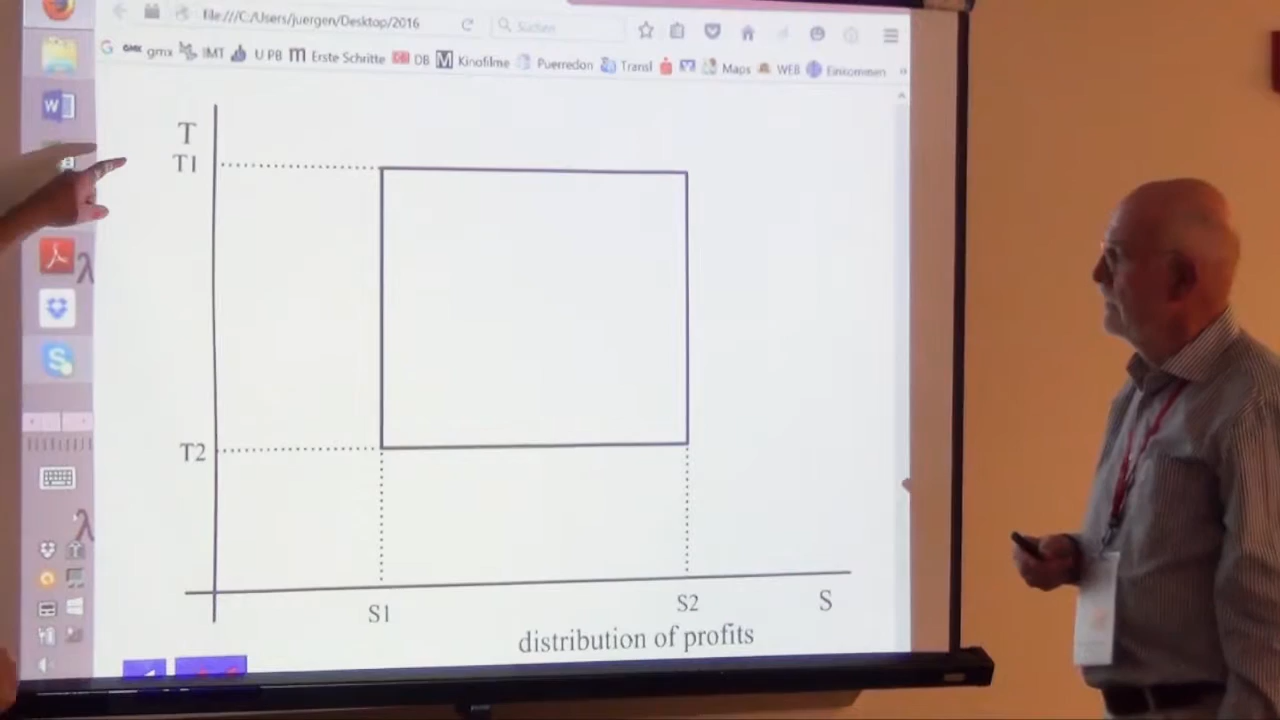 file:///C:/Users/juergen/Desktop/2016
Suchen
G GMX gmx IMT U PB m Erste Schritte DB M Kinofilme Puerredon Transl Maps WEB Einkommen »
T
T1
T2
S1
S2
S
distribution of profits
W
λ
S
λ